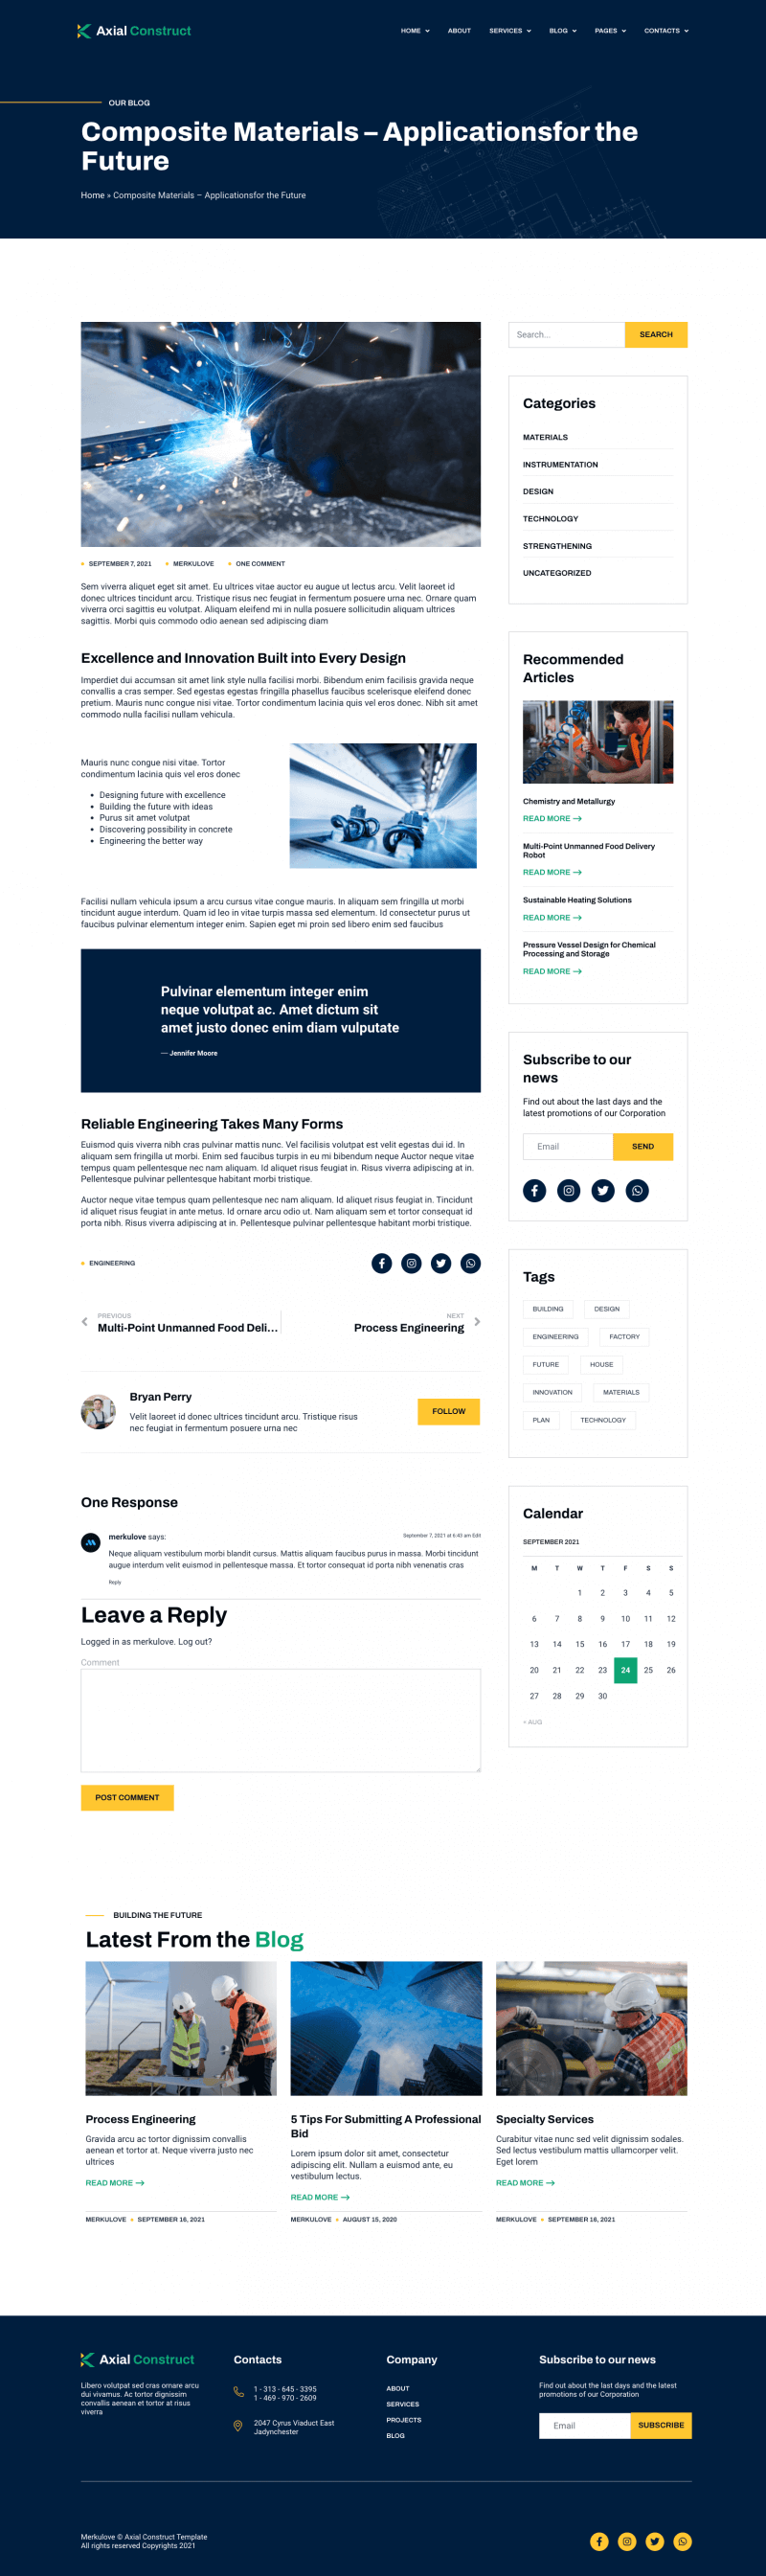 Axial Construct
HOME ABOUT SERVICES BLOG PAGES CONTACTS
OUR BLOG
Composite Materials – Applicationsfor the
Future
Home » Composite Materials – Applicationsfor the Future
SEPTEMBER 7, 2021 MERKULOVE ONE COMMENT
Sem viverra aliquet eget sit amet. Eu ultrices vitae auctor eu augue ut lectus arcu. Velit laoreet id
donec ultrices tincidunt arcu. Tristique risus nec feugiat in fermentum posuere urna nec. Ornare quam
viverra orci sagittis eu volutpat. Aliquam eleifend mi in nulla posuere sollicitudin aliquam ultrices
sagittis. Morbi quis commodo odio aenean sed adipiscing diam
Excellence and Innovation Built into Every Design
Imperdiet dui accumsan sit amet link style nulla facilisi morbi. Bibendum enim facilisis gravida neque
convallis a cras semper. Sed egestas egestas fringilla phasellus faucibus scelerisque eleifend donec
pretium. Mauris nunc congue nisi vitae. Tortor condimentum lacinia quis vel eros donec. Nibh sit amet
commodo nulla facilisi nullam vehicula.
Mauris nunc congue nisi vitae. Tortor
condimentum lacinia quis vel eros donec
• Designing future with excellence
• Building the future with ideas
• Purus sit amet volutpat
• Discovering possibility in concrete
• Engineering the better way
Facilisi nullam vehicula ipsum a arcu cursus vitae congue mauris. In aliquam sem fringilla ut morbi
tincidunt augue interdum. Quam id leo in vitae turpis massa sed elementum. Id consectetur purus ut
faucibus pulvinar elementum integer enim. Sapien eget mi proin sed libero enim sed faucibus
Pulvinar elementum integer enim
neque volutpat ac. Amet dictum sit
amet justo donec enim diam vulputate
— Jennifer Moore
Reliable Engineering Takes Many Forms
Euismod quis viverra nibh cras pulvinar mattis nunc. Vel facilisis volutpat est velit egestas dui id. In
aliquam sem fringilla ut morbi. Enim sed faucibus turpis in eu mi bibendum neque Auctor neque vitae
tempus quam pellentesque nec nam aliquam. Id aliquet risus feugiat in. Risus viverra adipiscing at in.
Pellentesque pulvinar pellentesque habitant morbi tristique.
Auctor neque vitae tempus quam pellentesque nec nam aliquam. Id aliquet risus feugiat in. Tincidunt
id aliquet risus feugiat in ante metus. Id ornare arcu odio ut. Nam aliquam sem et tortor consequat id
porta nibh. Risus viverra adipiscing at in. Pellentesque pulvinar pellentesque habitant morbi tristique.
ENGINEERING
PREVIOUS
Multi-Point Unmanned Food Deli...
NEXT
Process Engineering
Bryan Perry
Velit laoreet id donec ultrices tincidunt arcu. Tristique risus
nec feugiat in fermentum posuere urna nec
FOLLOW
One Response
merkulove says:
September 7, 2021 at 6:43 am Edit
Neque aliquam vestibulum morbi blandit cursus. Mattis aliquam faucibus purus in massa. Morbi tincidunt
augue interdum velit euismod in pellentesque massa. Et tortor consequat id porta nibh venenatis cras
Reply
Leave a Reply
Logged in as merkulove. Log out?
Comment
POST COMMENT
Search... SEARCH
Categories
MATERIALS
INSTRUMENTATION
DESIGN
TECHNOLOGY
STRENGTHENING
UNCATEGORIZED
Recommended
Articles
Chemistry and Metallurgy
READ MORE
Multi-Point Unmanned Food Delivery
Robot
READ MORE
Sustainable Heating Solutions
READ MORE
Pressure Vessel Design for Chemical
Processing and Storage
READ MORE
Subscribe to our
news
Find out about the last days and the
latest promotions of our Corporation
Email SEND
Tags
BUILDING DESIGN
ENGINEERING FACTORY
FUTURE HOUSE
INNOVATION MATERIALS
PLAN TECHNOLOGY
Calendar
SEPTEMBER 2021
M T W T F S S
1 2 3 4 5
6 7 8 9 10 11 12
13 14 15 16 17 18 19
20 21 22 23 24 25 26
27 28 29 30
« AUG
BUILDING THE FUTURE
Latest From the Blog
Process Engineering
Gravida arcu ac tortor dignissim convallis
aenean et tortor at. Neque viverra justo nec
ultrices
READ MORE
MERKULOVE SEPTEMBER 16, 2021
5 Tips For Submitting A Professional
Bid
Lorem ipsum dolor sit amet, consectetur
adipiscing elit. Nullam a euismod ante, eu
vestibulum lectus.
READ MORE
MERKULOVE AUGUST 15, 2020
Specialty Services
Curabitur vitae nunc sed velit dignissim sodales.
Sed lectus vestibulum mattis ullamcorper velit.
Eget lorem
READ MORE
MERKULOVE SEPTEMBER 16, 2021
Axial Construct
Libero volutpat sed cras ornare arcu
dui vivamus. Ac tortor dignissim
convallis aenean et tortor at risus
viverra
Contacts
1 - 313 - 645 - 3395
1 - 469 - 970 - 2609
2047 Cyrus Viaduct East
Jadynchester
Company
ABOUT
SERVICES
PROJECTS
BLOG
Subscribe to our news
Find out about the last days and the latest
promotions of our Corporation
Email SUBSCRIBE
Merkulove © Axial Construct Template
All rights reserved Copyrights 2021